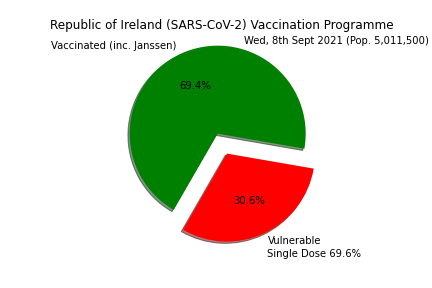 Republic of Ireland (SARS-CoV-2) Vaccination Programme
Wed, 8th Sept 2021 (Pop. 5,011,500)
Vaccinated (inc. Janssen)
69.4%
30.6%
Vulnerable
Single Dose 69.6%